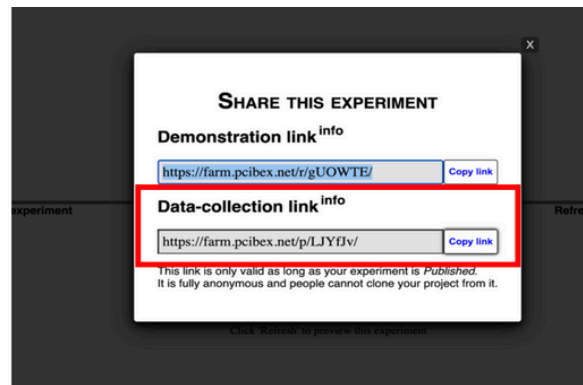 X
SHARE THIS EXPERIMENT
Demonstration link info
https://farm.pcibex.net/r/gUOWTE/ Copy link
experiment
Refre
Data-collection link info
https://farm.pcibex.net/p/LJYfJv/ Copy link
This link is only valid as long as your experiment is Published.
It is fully anonymous and people cannot clone your project from it.
Click 'Refresh' to preview this experiment